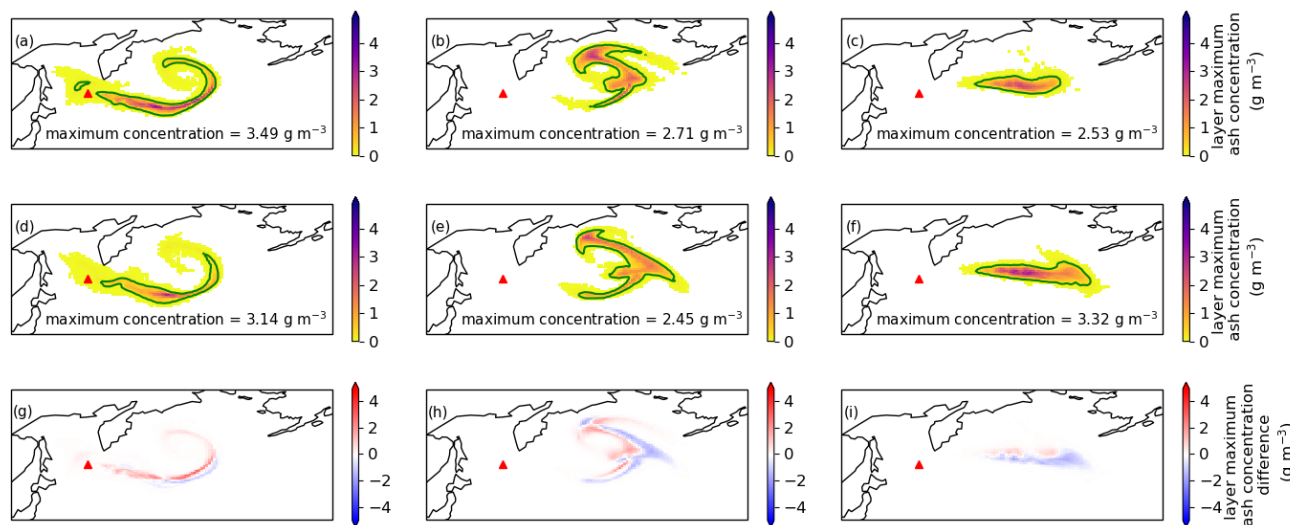 (a)
maximum concentration = 3.49 g m⁻³
4
3
2
1
0
(b)
maximum concentration = 2.71 g m⁻³
4
3
2
1
0
(c)
maximum concentration = 2.53 g m⁻³
4
3
2
1
0
layer maximum
ash concentration
(g m⁻³)
(d)
maximum concentration = 3.14 g m⁻³
4
3
2
1
0
(e)
maximum concentration = 2.45 g m⁻³
4
3
2
1
0
(f)
maximum concentration = 3.32 g m⁻³
4
3
2
1
0
layer maximum
ash concentration
(g m⁻³)
(g)
4
2
0
−2
−4
(h)
4
2
0
−2
−4
(i)
4
2
0
−2
−4
layer maximum
ash concentration
difference
(g m⁻³)